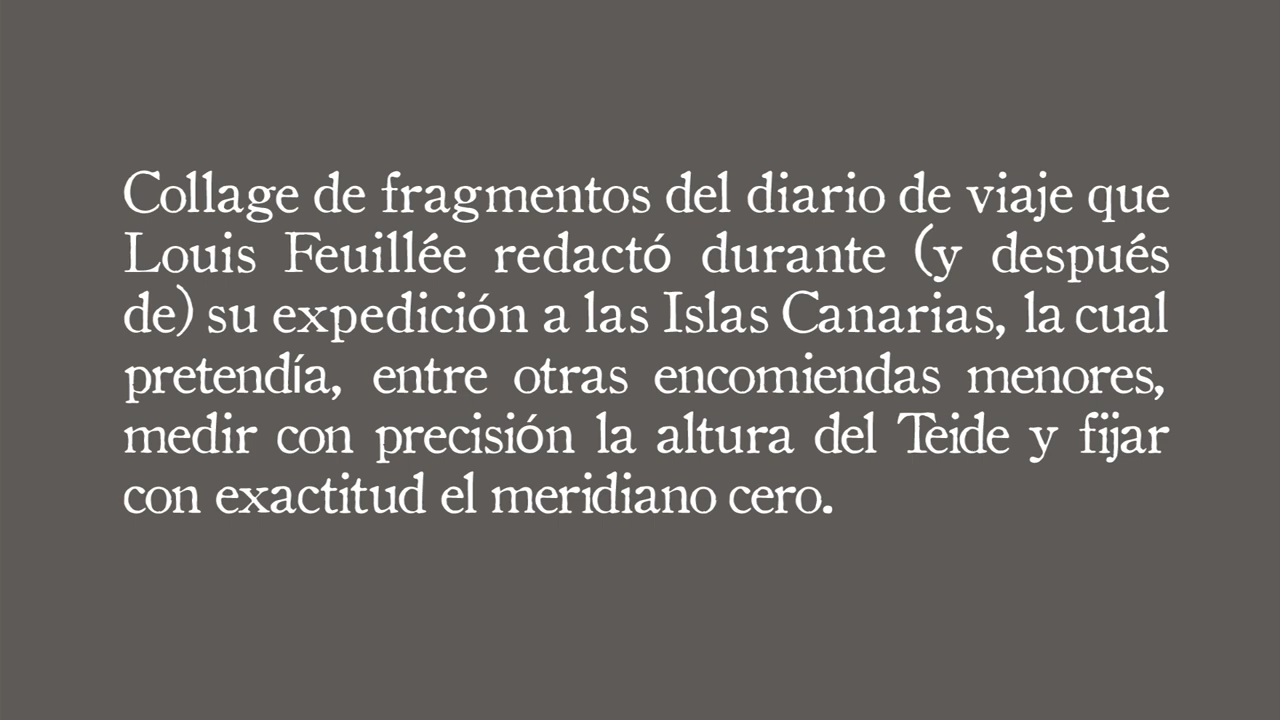 Collage de fragmentos del diario de viaje que
Louis Feuillée redactó durante (y después
de) su expedición a las Islas Canarias, la cual
pretendía, entre otras encomiendas menores,
medir con precisión la altura del Teide y fijar
con exactitud el meridiano cero.